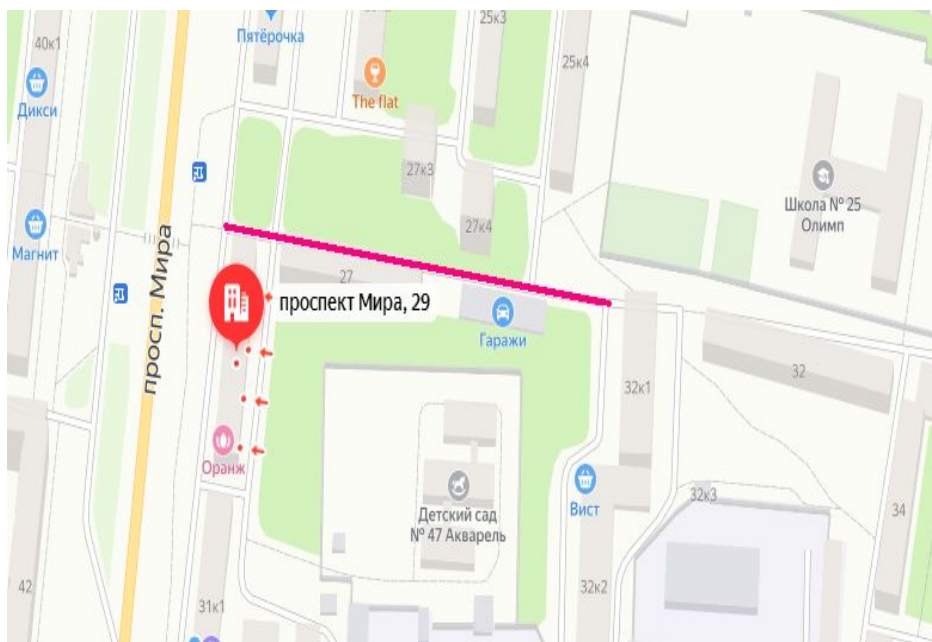 25к3
40к1
Пятёрочка
25к4
Дикси
The flat
27к3
Школа № 25
Олимп
27к4
Магнит
просп. Мира
27
проспект Мира, 29
Гаражи
32
32к1
Оранж
Вист
32к3
Детский сад
№ 47 Акварель
34
42
32к2
31к1